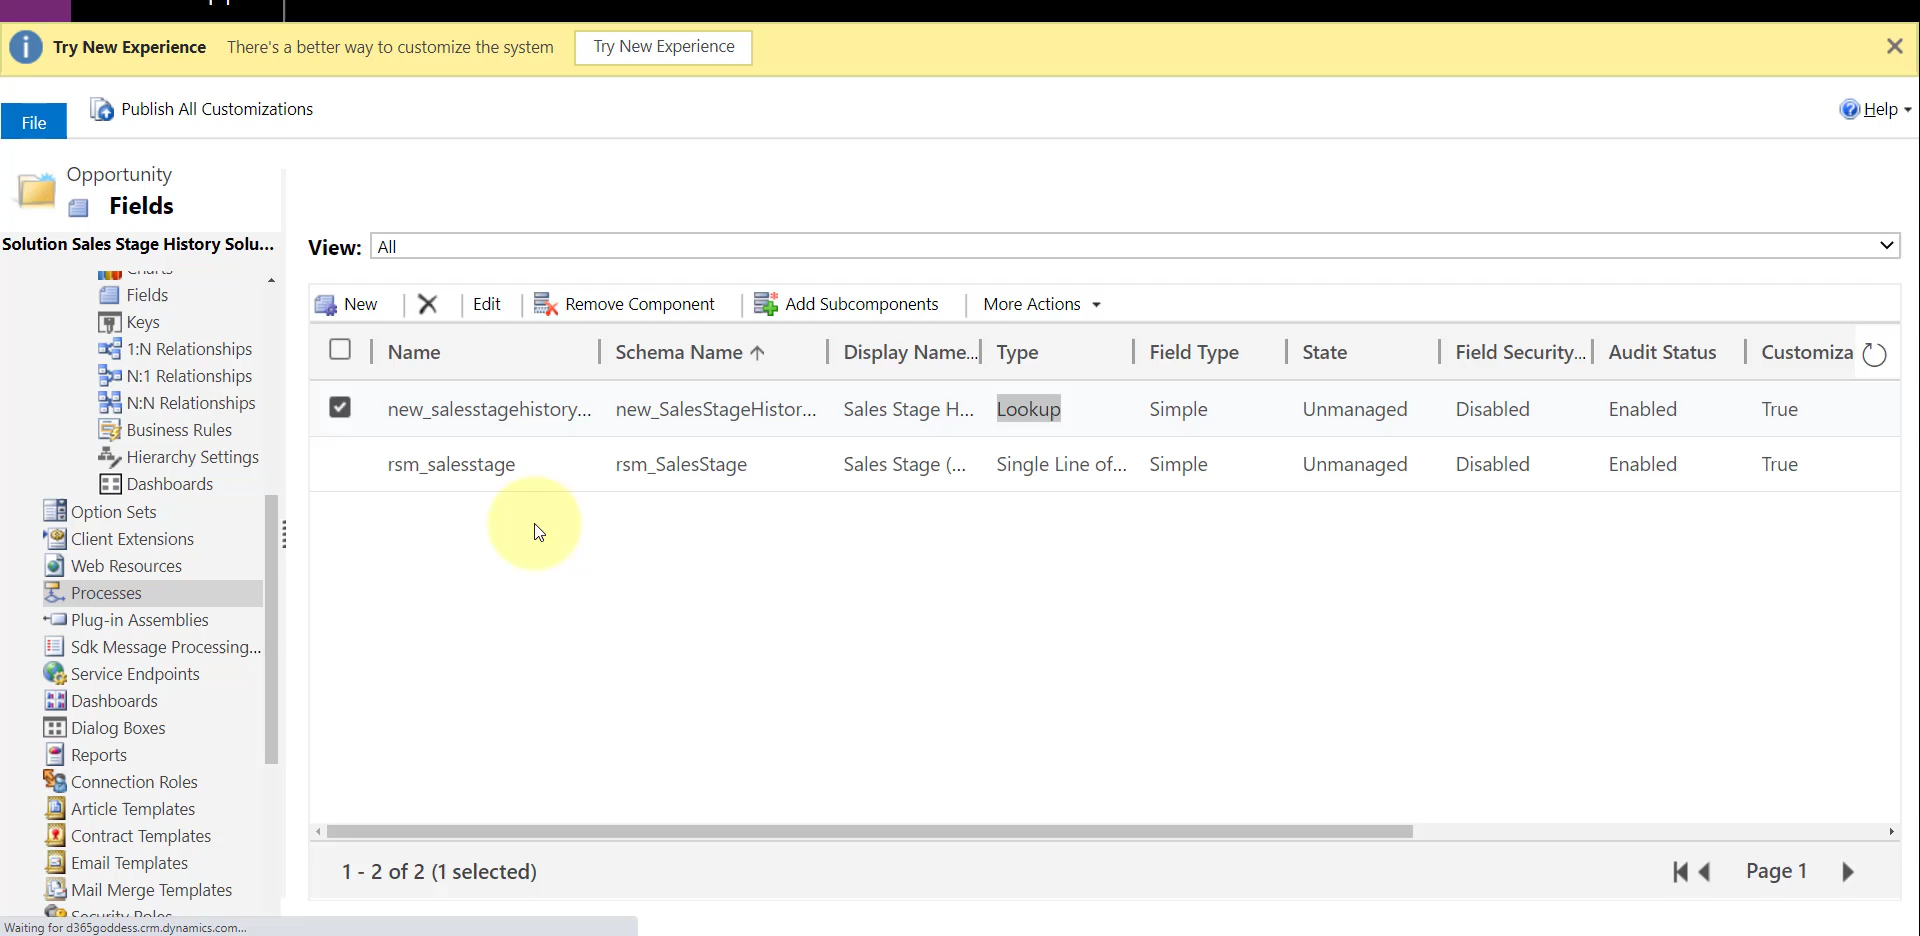 Try New Experience There's a better way to customize the system Try New Experience
File Publish All Customizations Help
Opportunity
Fields
Solution Sales Stage History Solu...
Charts
Fields
Keys
1:N Relationships
N:1 Relationships
N:N Relationships
Business Rules
Hierarchy Settings
Dashboards
Option Sets
Client Extensions
Web Resources
Processes
Plug-in Assemblies
Sdk Message Processing...
Service Endpoints
Dashboards
Dialog Boxes
Reports
Connection Roles
Article Templates
Contract Templates
Email Templates
Mail Merge Templates
Security Roles
View: All
New Edit Remove Component Add Subcomponents More Actions
Name Schema Name Display Name... Type Field Type State Field Security... Audit Status Customiza
new_salesstagehistory... new_SalesStageHistor... Sales Stage H... Lookup Simple Unmanaged Disabled Enabled True
rsm_salesstage rsm_SalesStage Sales Stage (... Single Line of... Simple Unmanaged Disabled Enabled True
1 - 2 of 2 (1 selected) Page 1
Waiting for d365goddess.crm.dynamics.com...